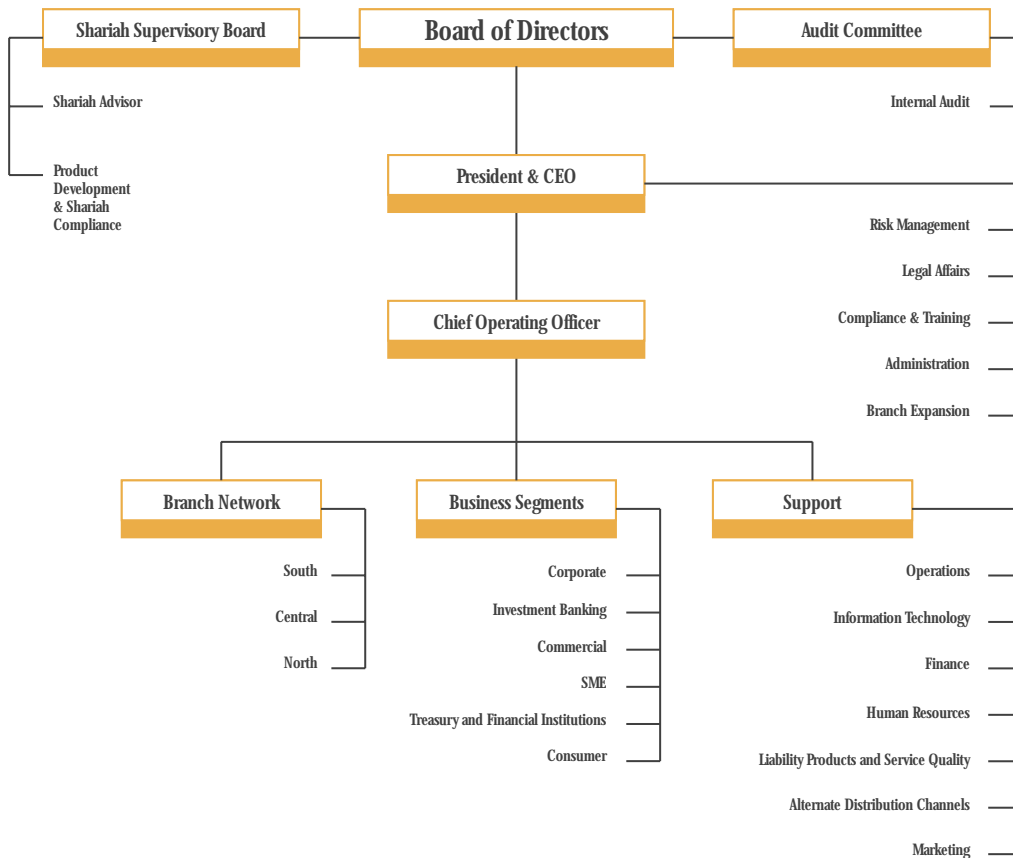 Shariah Supervisory Board
Board of Directors
Audit Committee
Shariah Advisor
Internal Audit
Product
Development
& Shariah
Compliance
President & CEO
Risk Management
Legal Affairs
Compliance & Training
Administration
Branch Expansion
Chief Operating Officer
Branch Network
Business Segments
Support
South
Central
North
Corporate
Investment Banking
Commercial
SME
Treasury and Financial Institutions
Consumer
Operations
Information Technology
Finance
Human Resources
Liability Products and Service Quality
Alternate Distribution Channels
Marketing